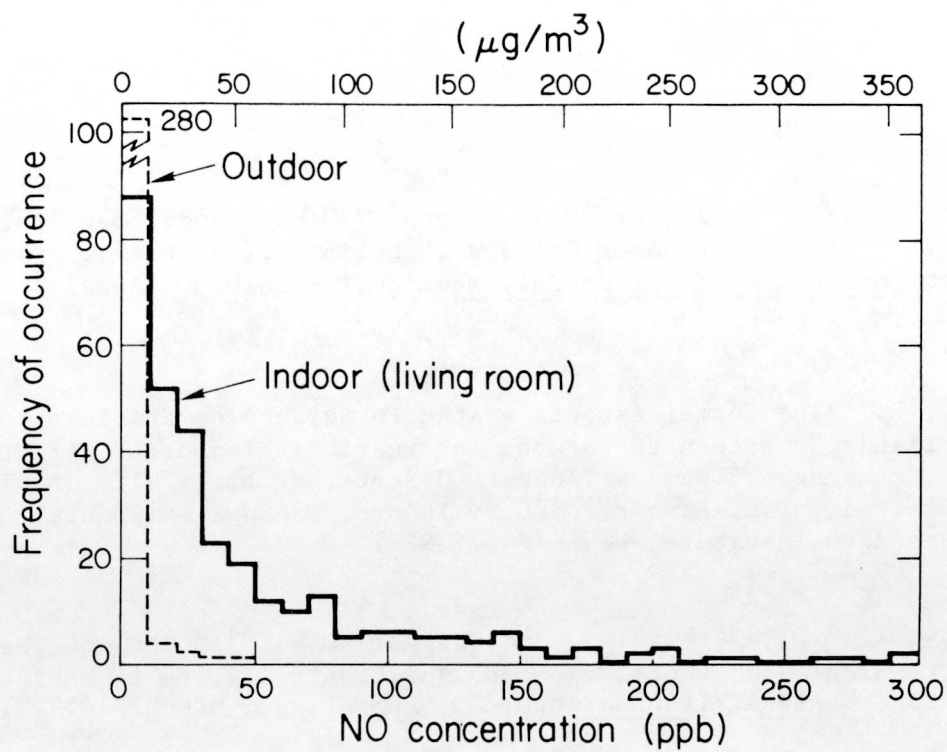 (μg/m³)
0 50 100 150 200 250 300 350
280
100
Outdoor
80
60
Indoor (living room)
40
20
0
Frequency of occurrence
0 50 100 150 200 250 300
NO concentration (ppb)